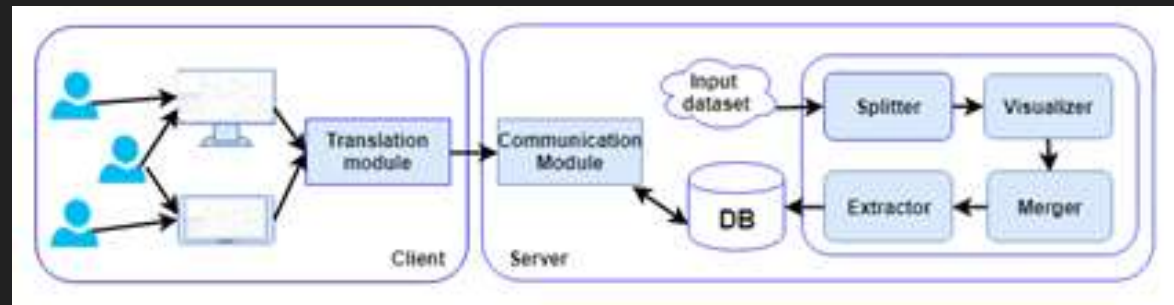 Input
dataset
Splitter
Visualizer
Translation
module
Communication
Module
DB
Extractor
Merger
Client
Server